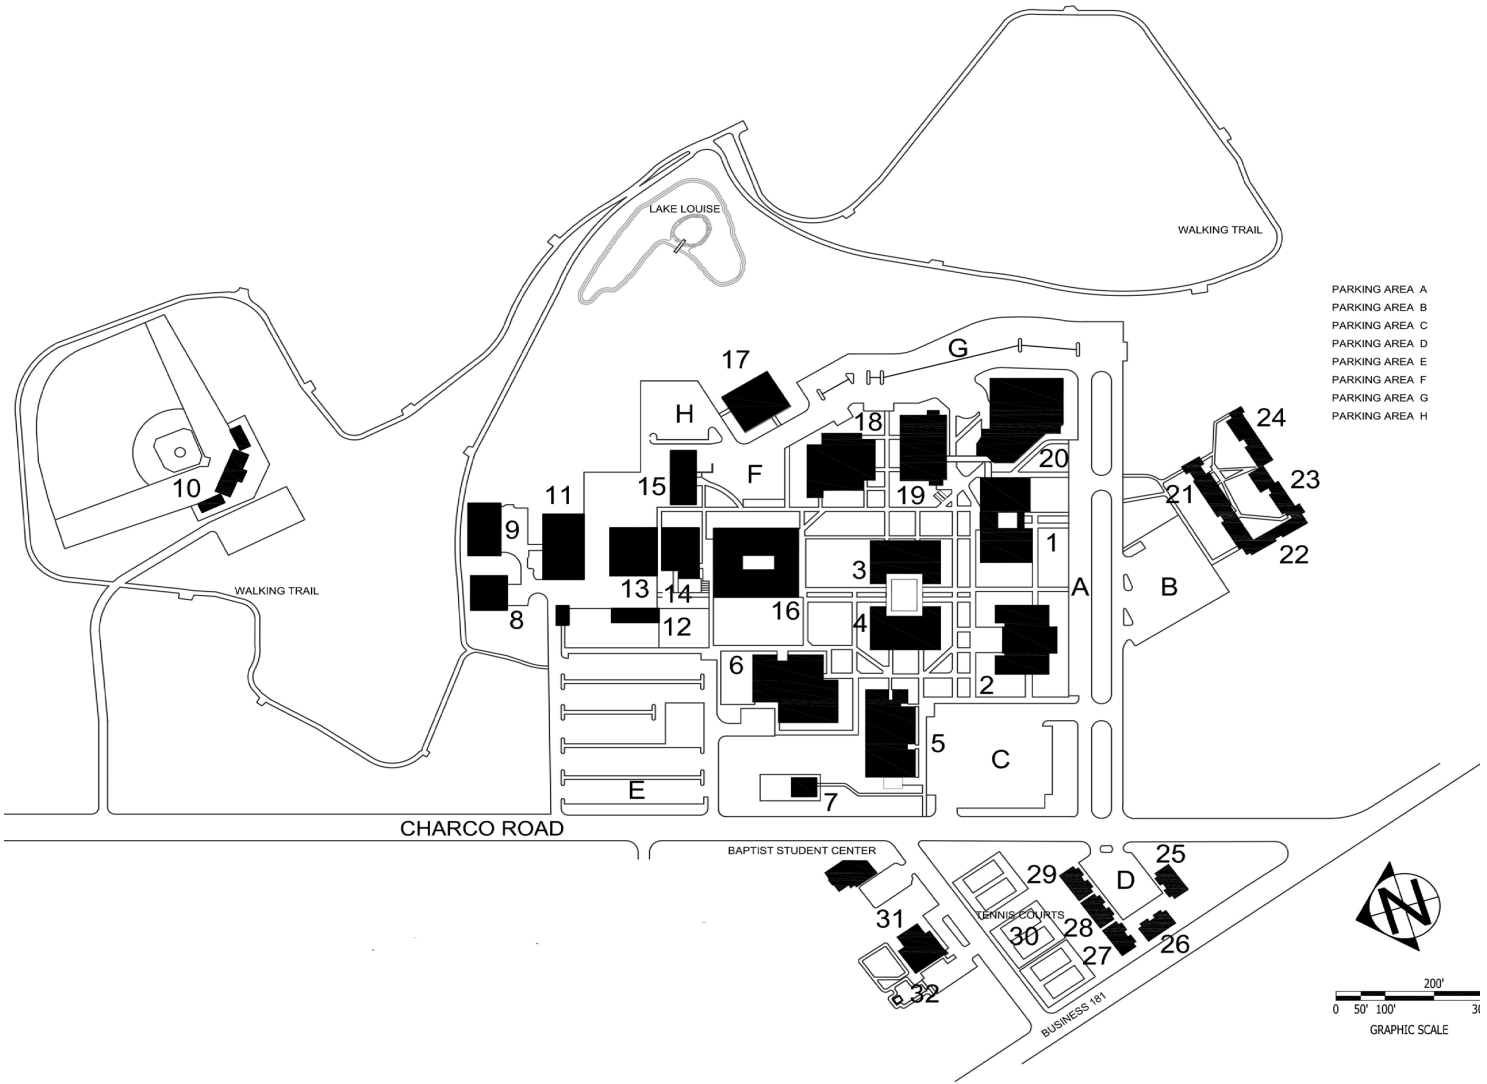 LAKE LOUISE
WALKING TRAIL
PARKING AREA A
PARKING AREA B
PARKING AREA C
PARKING AREA D
PARKING AREA E
PARKING AREA F
PARKING AREA G
PARKING AREA H
G
17
H
18
24
20
F
15
23
10
19
21
11
9
1
22
3
13
14
A
B
16
8
12
4
6
2
5
C
E
7
WALKING TRAIL
CHARCO ROAD
BAPTIST STUDENT CENTER
25
29
D
31
TENNIS COURTS
30
28
26
27
32
BUSINESS 181
N
200'
0 50' 100' 30
GRAPHIC SCALE